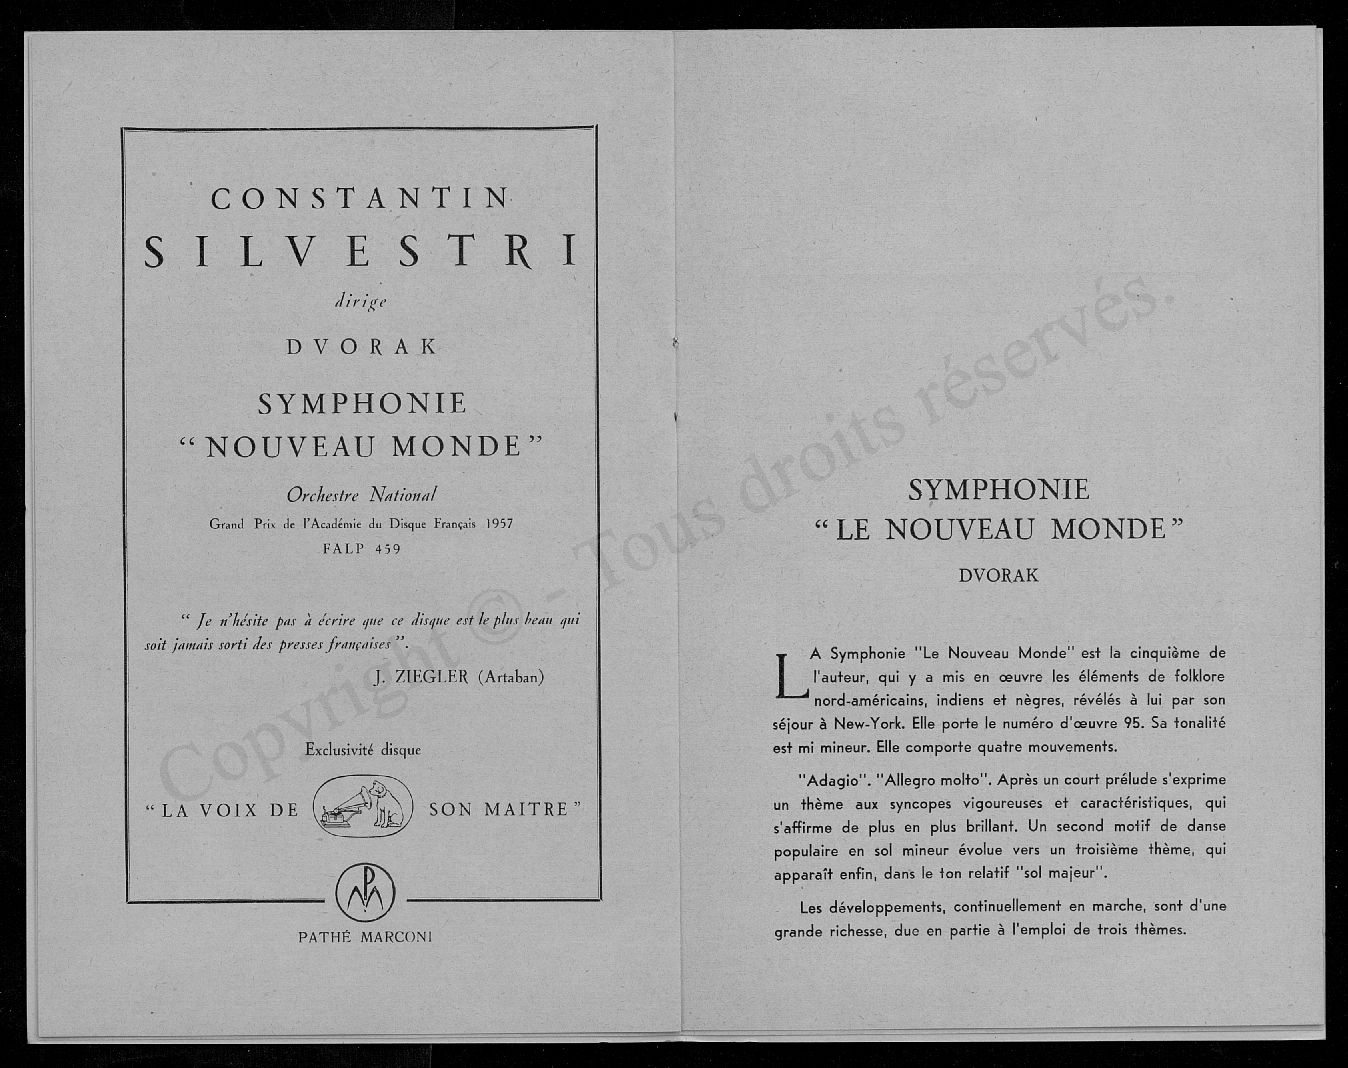 CONSTANTIN
SILVESTRI
dirige
DVORAK
SYMPHONIE
“ NOUVEAU MONDE ”
Orchestre National
Grand Prix de l'Académie du Disque Français 1957
FALP 459
“ Je n'hésite pas à écrire que ce disque est le plus beau qui
soit jamais sorti des presses françaises ”.
J. ZIEGLER (Artaban)
Exclusivité disque
“ LA VOIX DE SON MAITRE ”
PATHÉ MARCONI
SYMPHONIE
“ LE NOUVEAU MONDE ”
DVORAK
LA Symphonie "Le Nouveau Monde" est la cinquième de
l'auteur, qui y a mis en œuvre les éléments de folklore
nord-américains, indiens et nègres, révélés à lui par son
séjour à New-York. Elle porte le numéro d'œuvre 95. Sa tonalité
est mi mineur. Elle comporte quatre mouvements.
"Adagio". "Allegro molto". Après un court prélude s'exprime
un thème aux syncopes vigoureuses et caractéristiques, qui
s'affirme de plus en plus brillant. Un second motif de danse
populaire en sol mineur évolue vers un troisième thème, qui
apparaît enfin, dans le ton relatif "sol majeur".
Les développements, continuellement en marche, sont d'une
grande richesse, due en partie à l'emploi de trois thèmes.
Copyright © - Tous droits réservés.